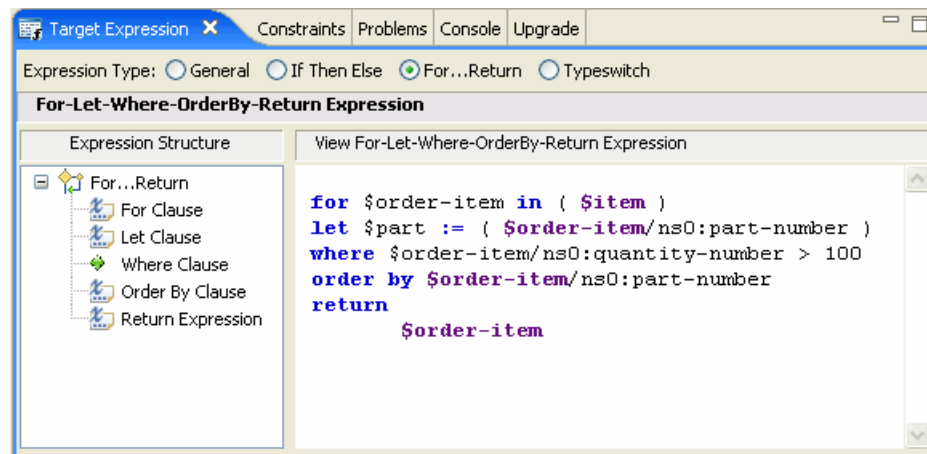 Target Expression Constraints Problems Console Upgrade
Expression Type: General If Then Else For...Return Typeswitch
For-Let-Where-OrderBy-Return Expression
Expression Structure
For...Return
For Clause
Let Clause
Where Clause
Order By Clause
Return Expression
View For-Let-Where-OrderBy-Return Expression
for $order-item in ( $item )
let $part := ( $order-item/ns0:part-number )
where $order-item/ns0:quantity-number > 100
order by $order-item/ns0:part-number
return
$order-item